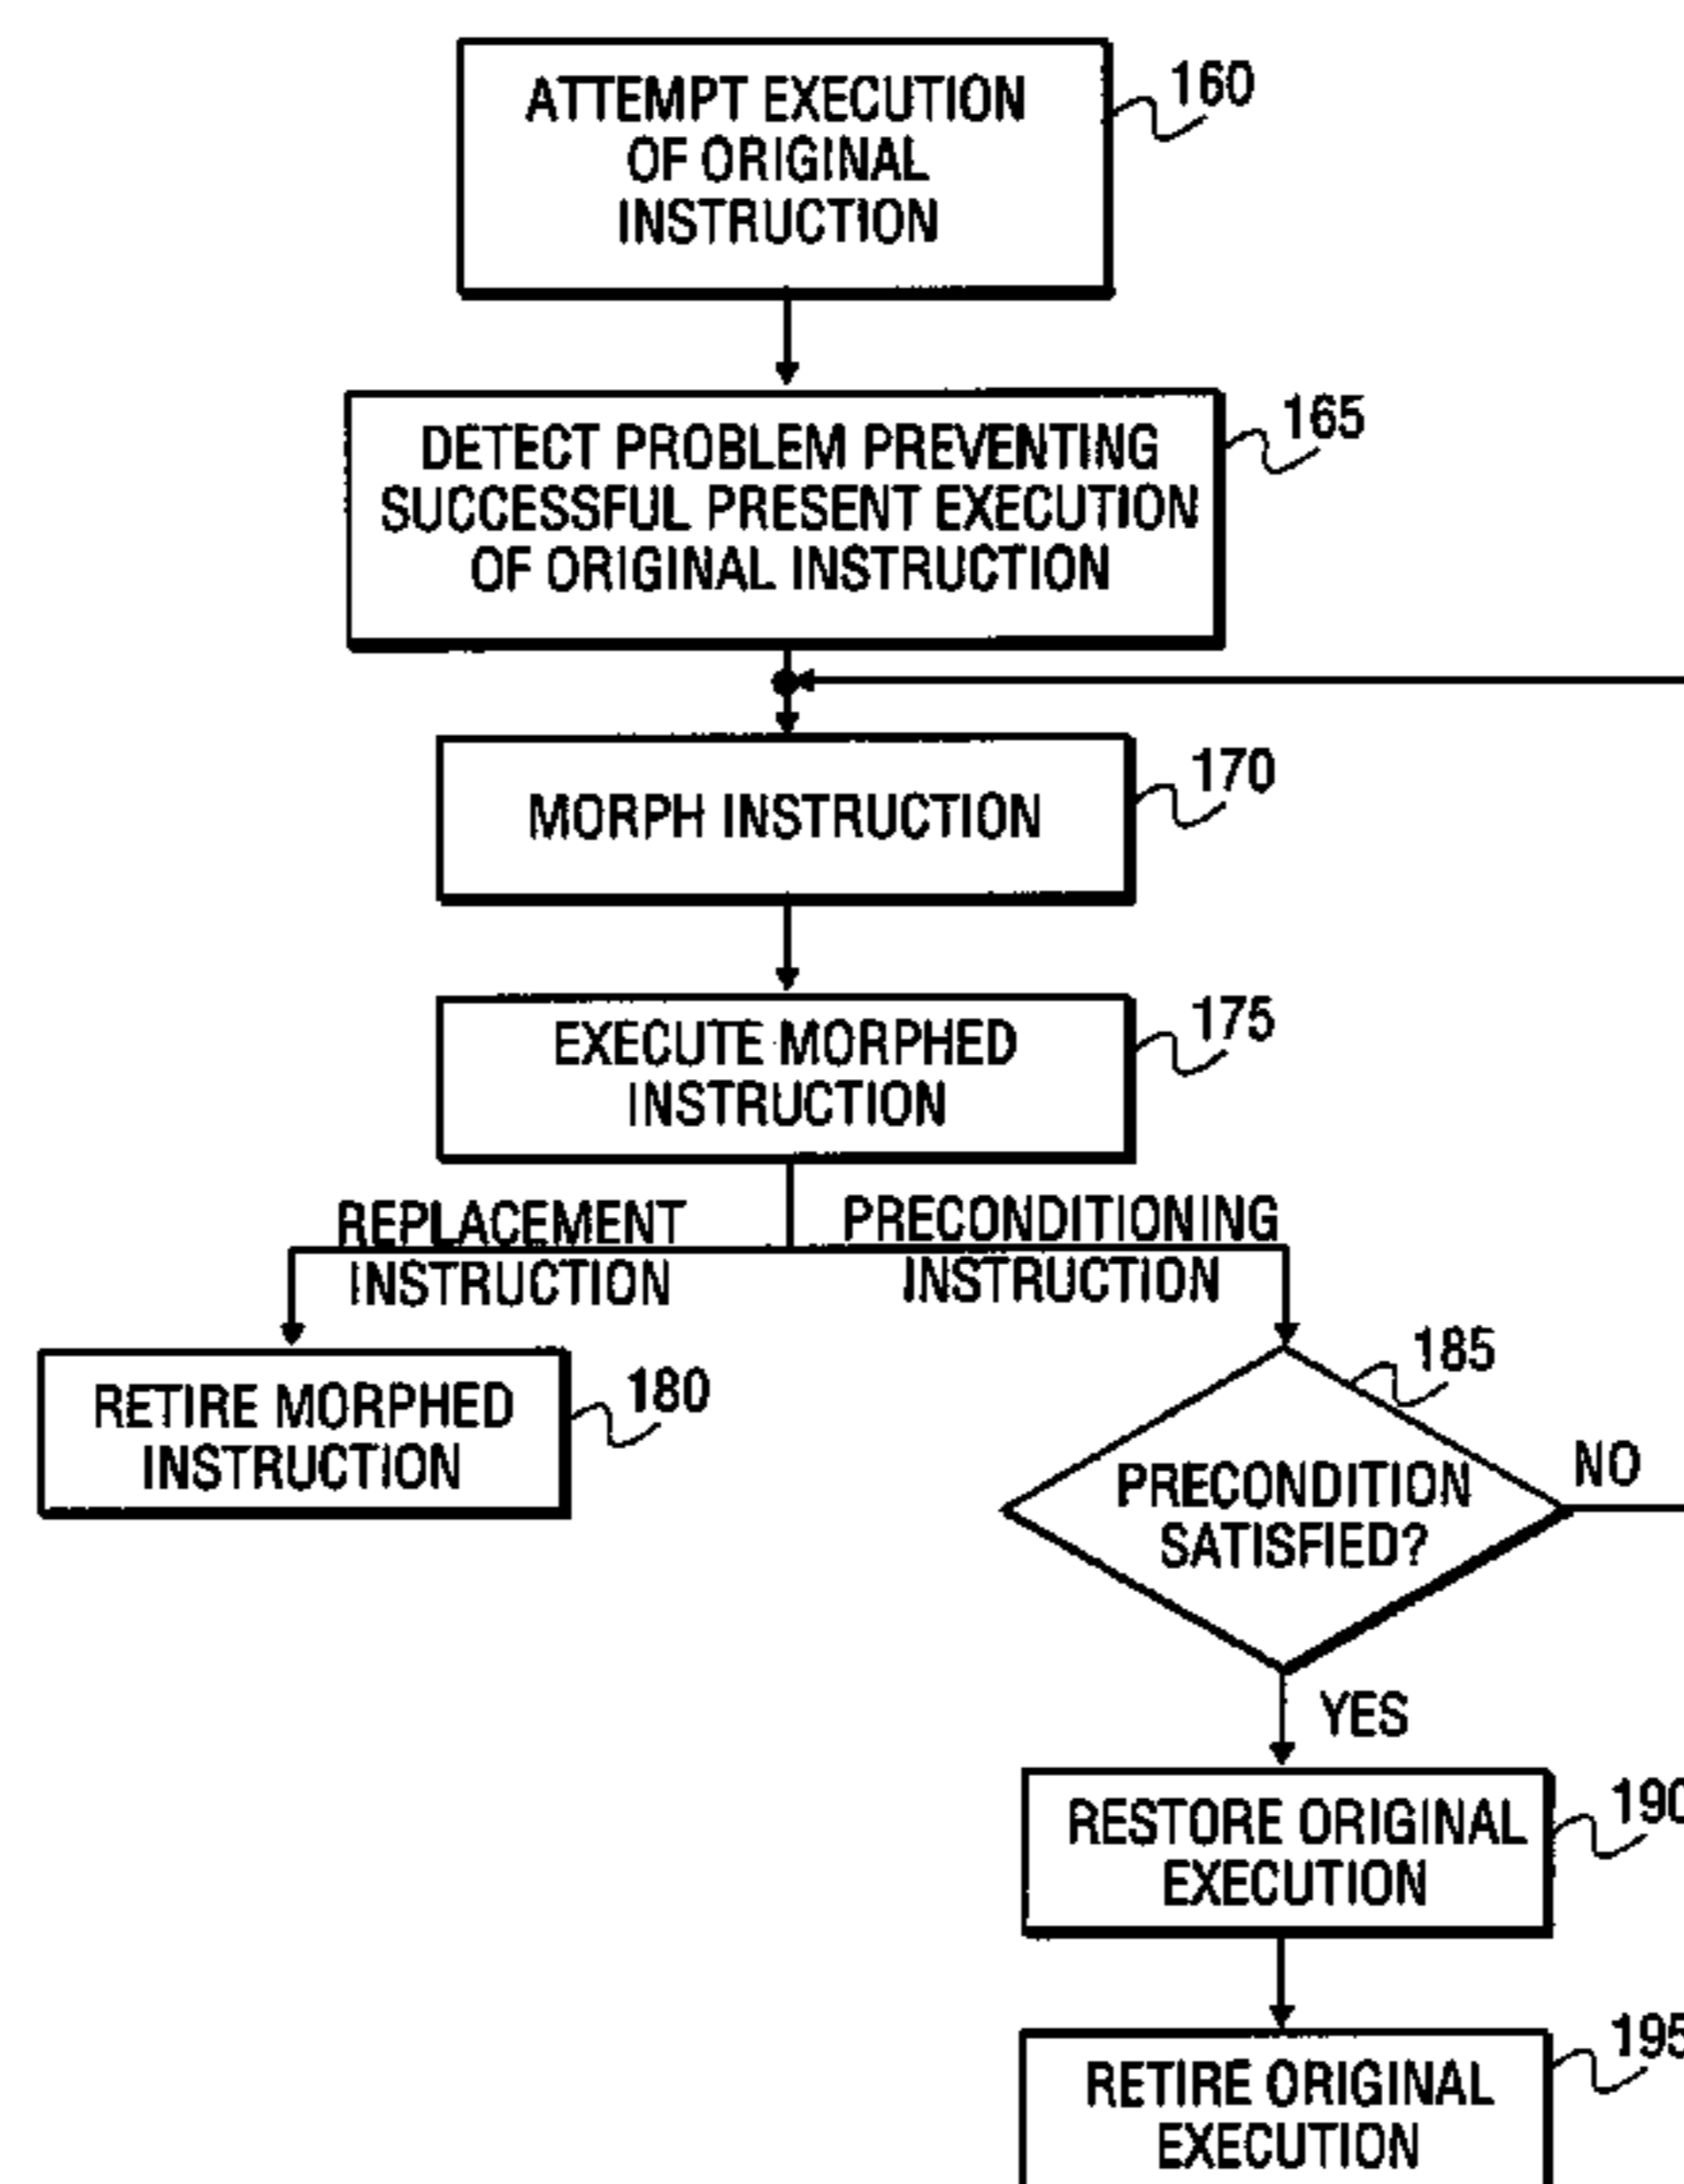 ATTEMPT EXECUTION
OF ORIGINAL
INSTRUCTION
160
DETECT PROBLEM PREVENTING
SUCCESSFUL PRESENT EXECUTION
OF ORIGINAL INSTRUCTION
165
MORPH INSTRUCTION
170
EXECUTE MORPHED
INSTRUCTION
175
REPLACEMENT
INSTRUCTION
PRECONDITIONING
INSTRUCTION
RETIRE MORPHED
INSTRUCTION
180
185
PRECONDITION
SATISFIED?
NO
YES
RESTORE ORIGINAL
EXECUTION
190
RETIRE ORIGINAL
EXECUTION
195